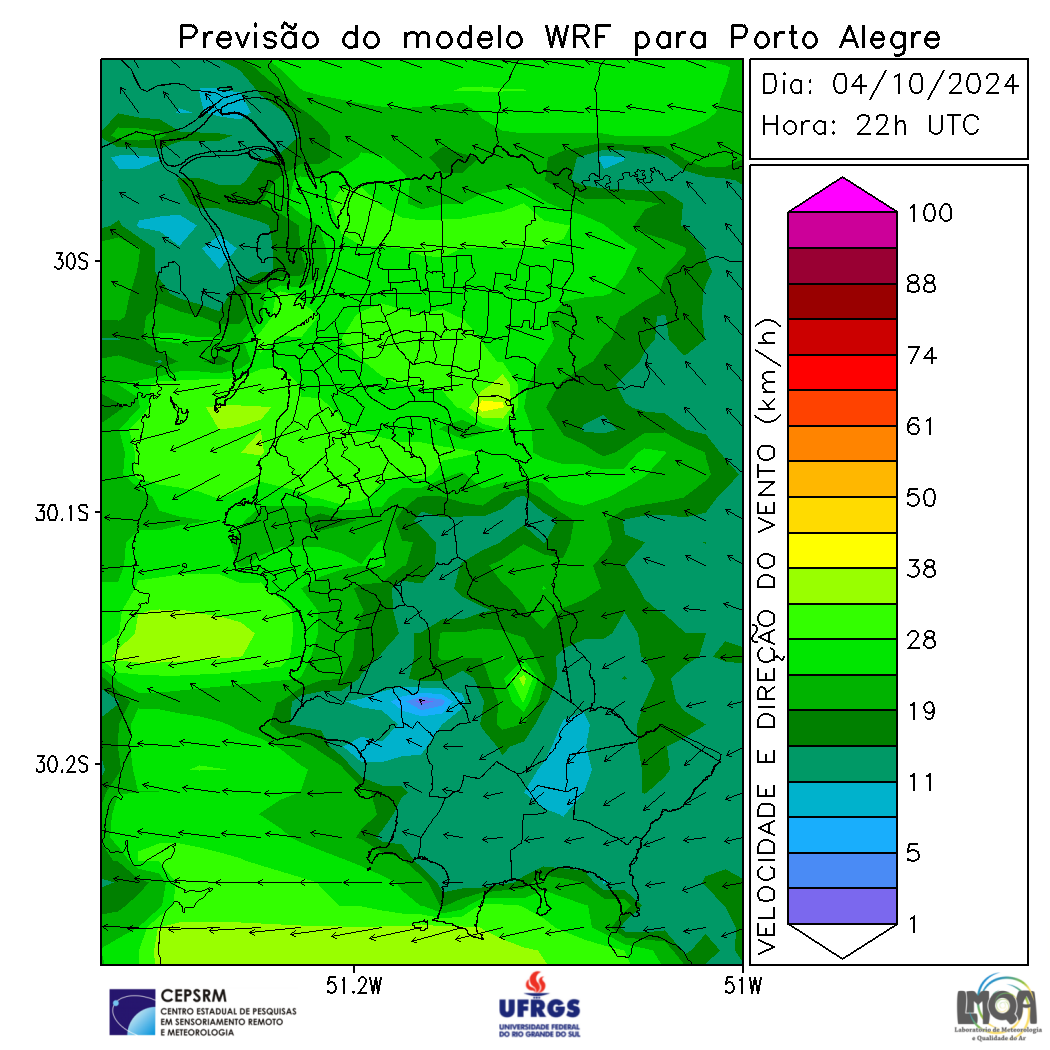 Previsão do modelo WRF para Porto Alegre
Dia: 04/10/2024
Hora: 22h UTC
30S
30.1S
30.2S
51.2W
51W
VELOCIDADE E DIREÇÃO DO VENTO (km/h)
100
88
74
61
50
38
28
19
11
5
1
CEPSRM
CENTRO ESTADUAL DE PESQUISAS
EM SENSORIAMENTO REMOTO
E METEOROLOGIA
UFRGS
UNIVERSIDADE FEDERAL
DO RIO GRANDE DO SUL
LMQA
Laboratório de Meteorologia
e Qualidade do Ar